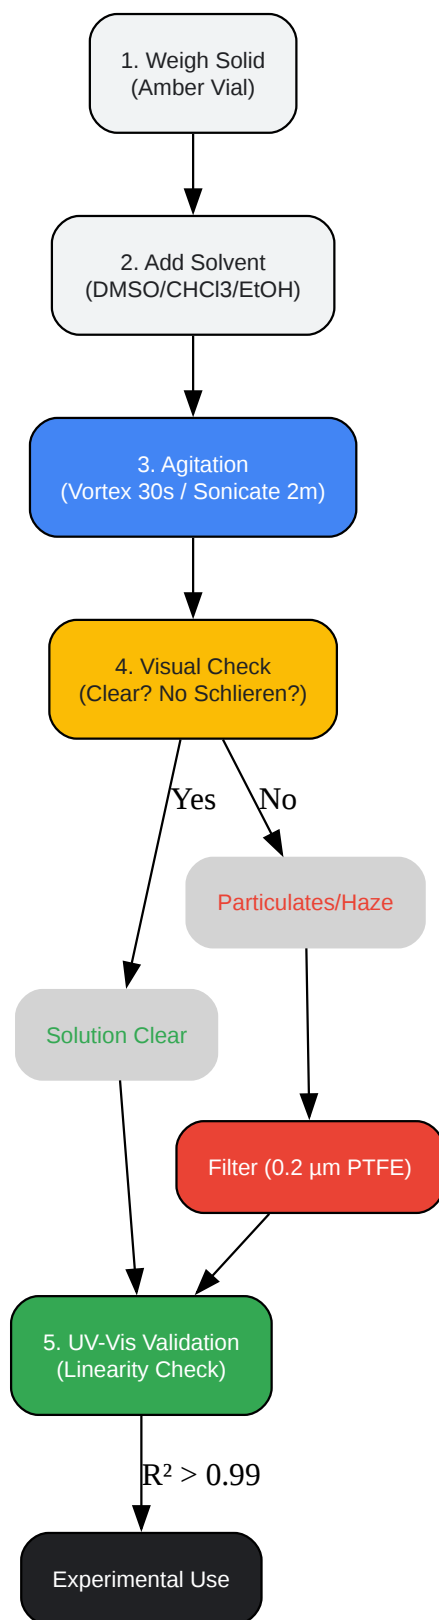 1. Weigh Solid
(Amber Vial)
2. Add Solvent
(DMSO/CHCl3/EtOH)
3. Agitation
(Vortex 30s / Sonicate 2m)
4. Visual Check
(Clear? No Schlieren?)
Yes
No
Particulates/Haze
Solution Clear
Filter (0.2 µm PTFE)
5. UV-Vis Validation
(Linearity Check)
R² > 0.99
Experimental Use